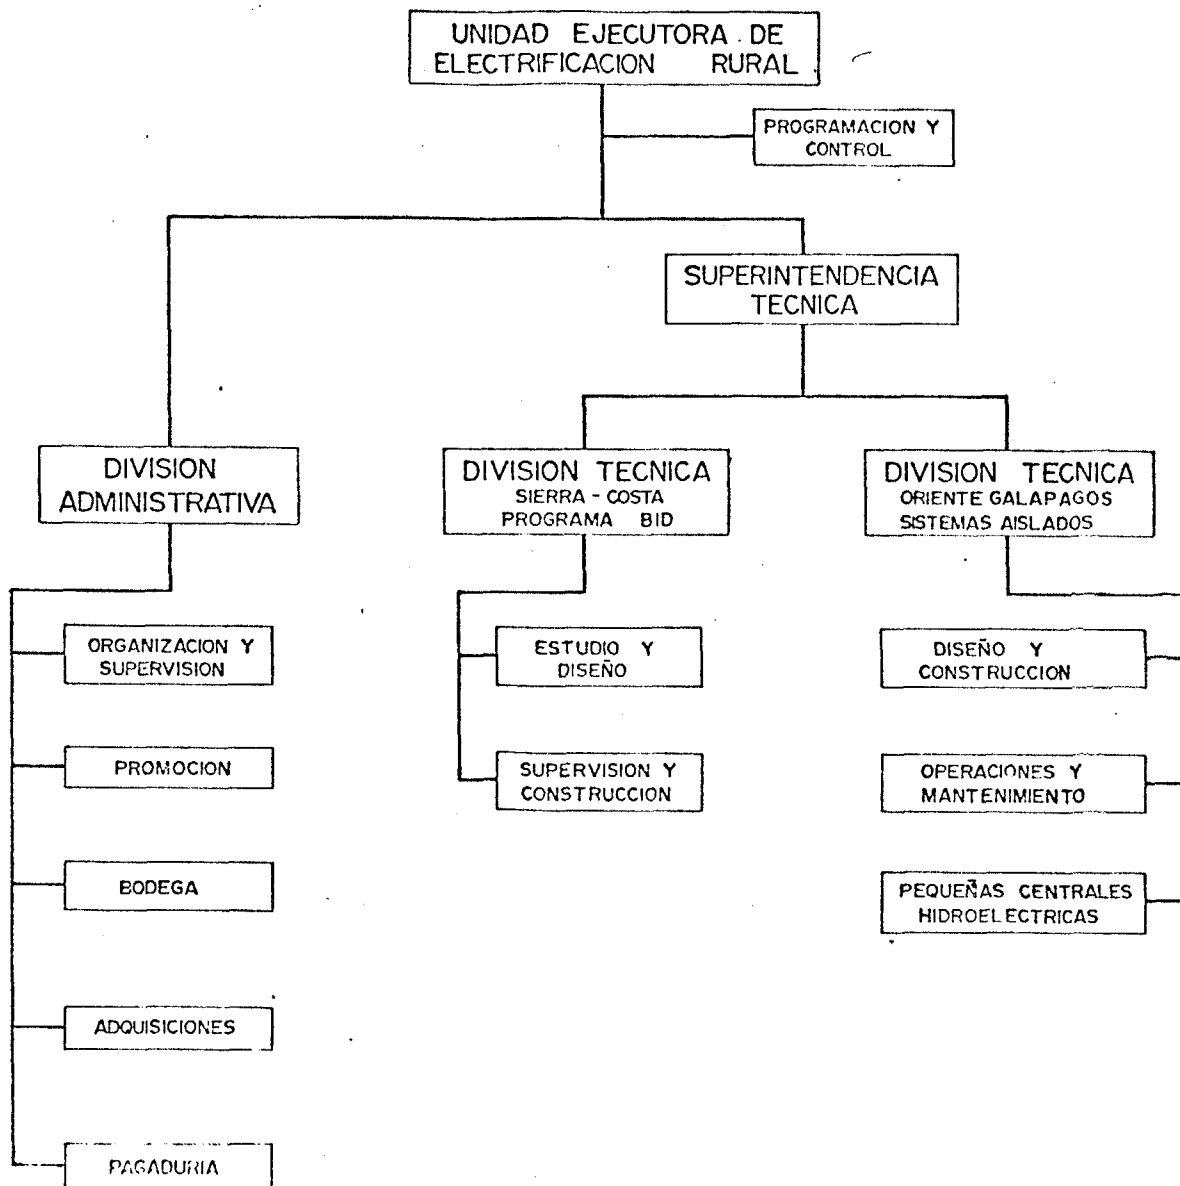 UNIDAD EJECUTORA DE
ELECTRIFICACION RURAL
PROGRAMACION Y
CONTROL
SUPERINTENDENCIA
TECNICA
DIVISION
ADMINISTRATIVA
DIVISION TECNICA
SIERRA - COSTA
PROGRAMA BID
DIVISION TECNICA
ORIENTE GALAPAGOS
SISTEMAS AISLADOS
ORGANIZACION Y
SUPERVISION
PROMOCION
BODEGA
ADQUISICIONES
PAGADURIA
ESTUDIO Y
DISEÑO
SUPERVISION Y
CONSTRUCCION
DISEÑO Y
CONSTRUCCION
OPERACIONES Y
MANTENIMIENTO
PEQUEÑAS CENTRALES
HIDROELECTRICAS